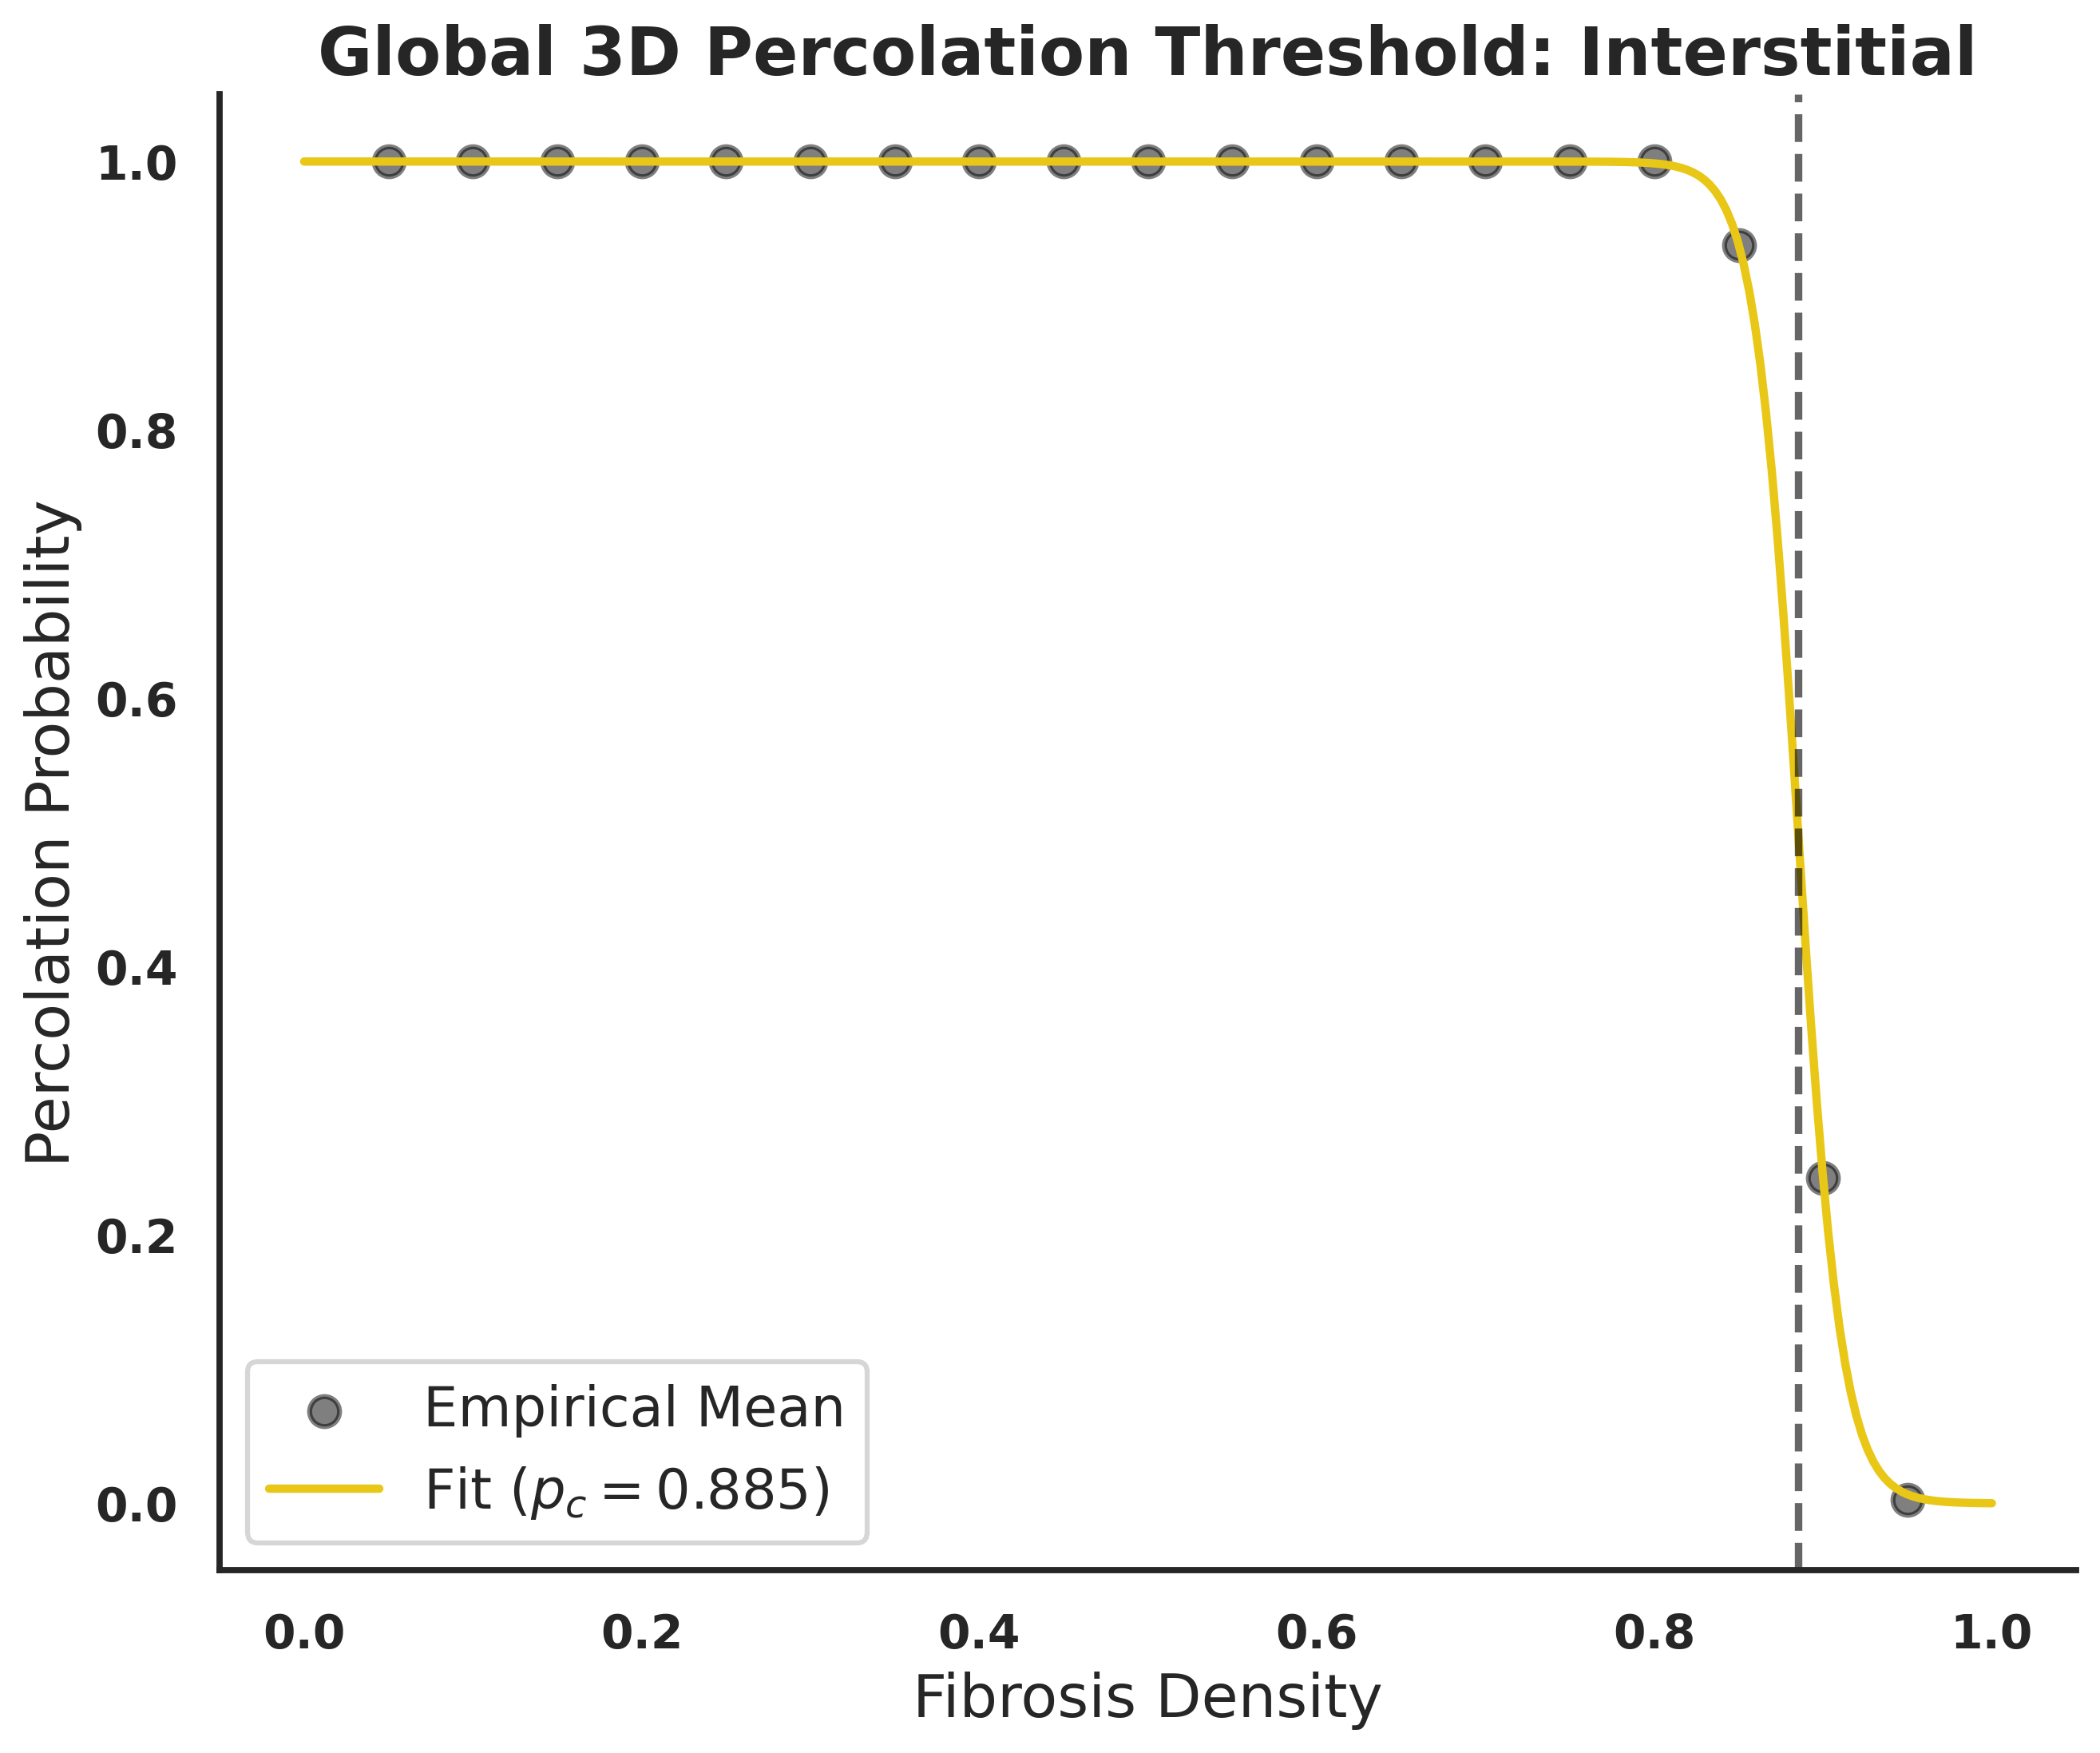 Global 3D Percolation Threshold: Interstitial
Percolation Probability
1.0
0.8
0.6
0.4
0.2
0.0
Empirical Mean
Fit (p_c = 0.885)
0.0 0.2 0.4 0.6 0.8 1.0
Fibrosis Density